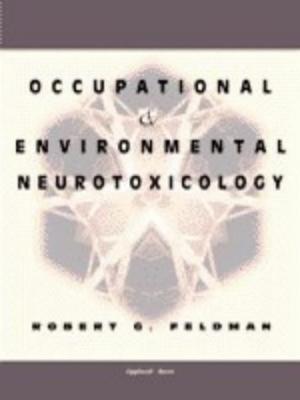 OCCUPATIONAL
&
ENVIRONMENTAL
NEUROTOXICOLOGY
ROBERT G. FELDMAN